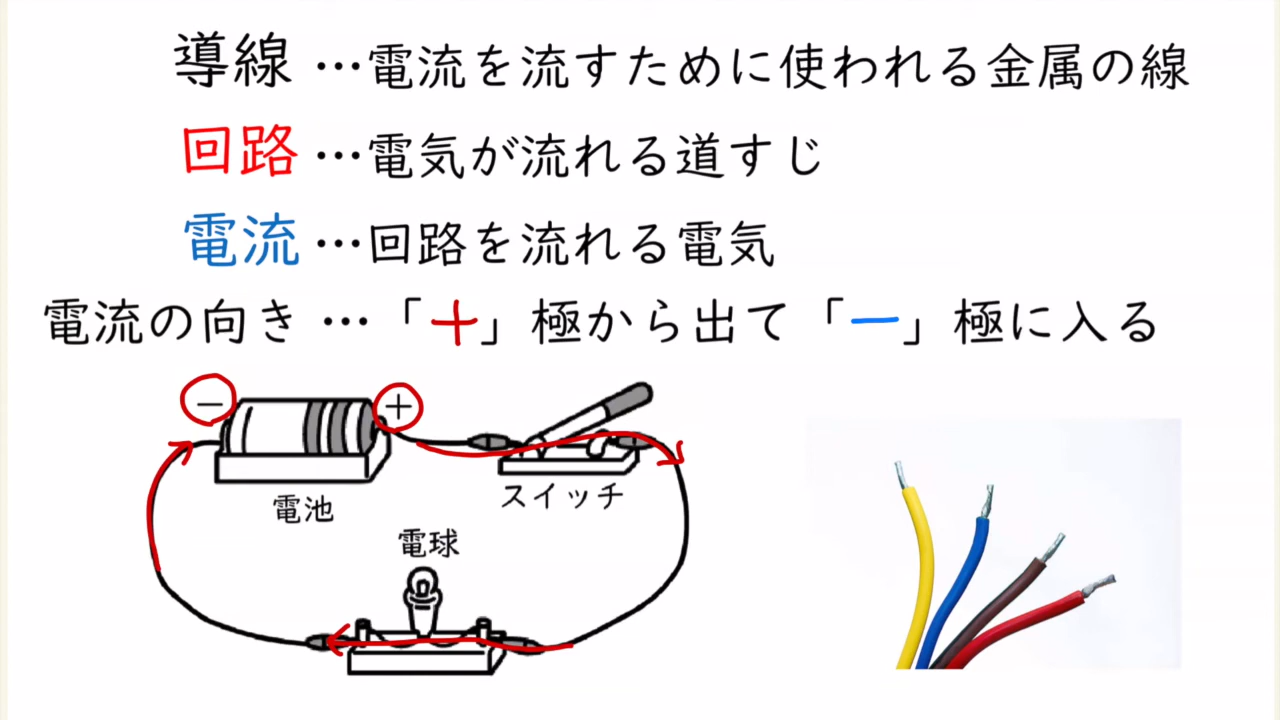 導線…電流を流すために使われる金属の線
回路…電気が流れる道すじ
電流…回路を流れる電気
電流の向き…「＋」極から出て「－」極に入る
－
＋
電池
スイッチ
電球